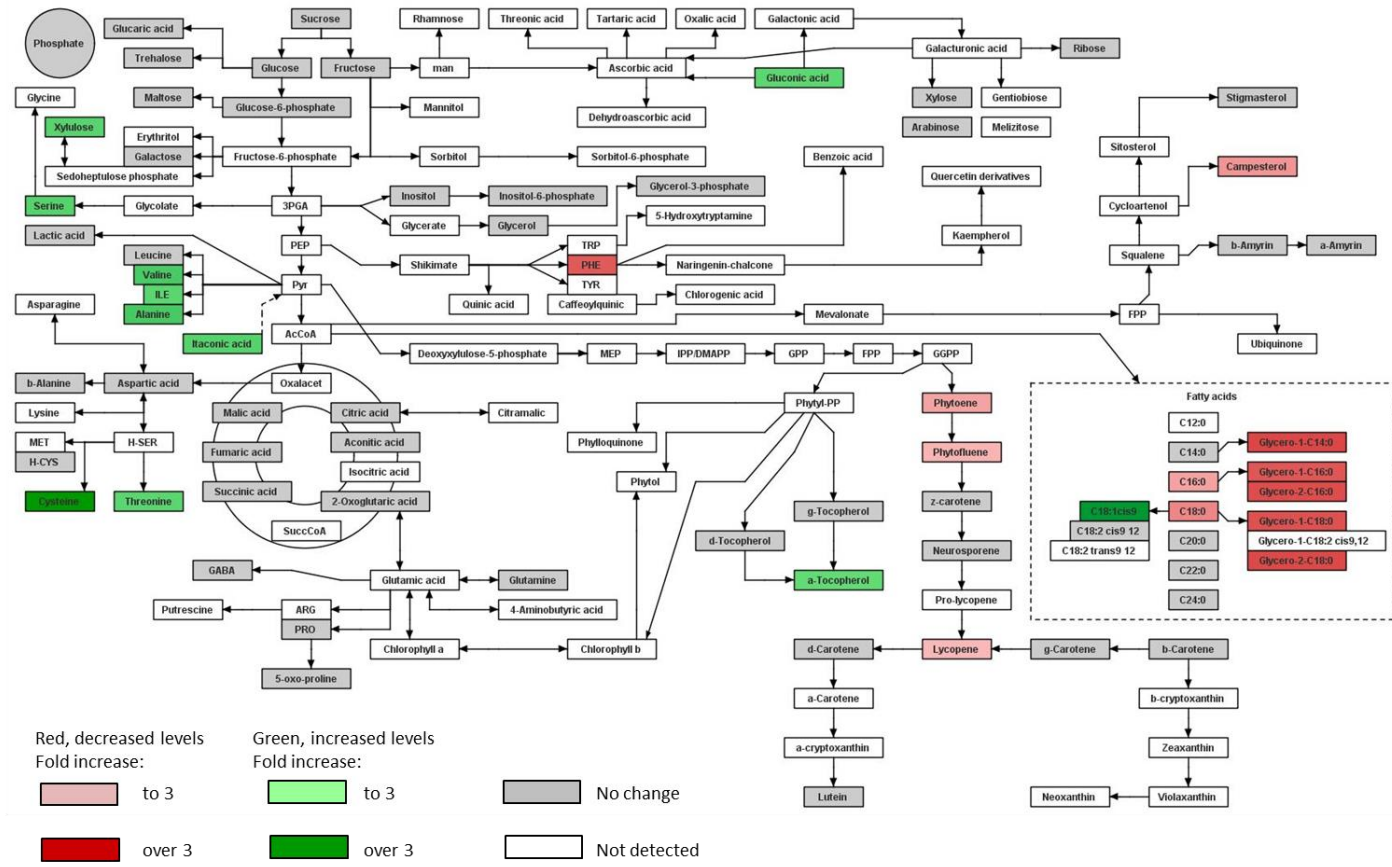 Phosphate
Glucaric acid
Sucrose
Rhamnose
Threonic acid
Tartaric acid
Oxalic acid
Galactonic acid
Trehalose
Glucose
Fructose
man
Ascorbic acid
Galacturonic acid
Ribose
Gluconic acid
Glycine
Maltose
Glucose-6-phosphate
Mannitol
Dehydroascorbic acid
Xylose
Gentiobiose
Stigmasterol
Xylulose
Erythritol
Arabinose
Melizitose
Galactose
Fructose-6-phosphate
Sorbitol
Sorbitol-6-phosphate
Benzoic acid
Sitosterol
Sedoheptulose phosphate
Quercetin derivatives
Campesterol
Serine
Glycolate
3PGA
Inositol
Inositol-6-phosphate
Glycerol-3-phosphate
Cycloartenol
Glycerate
Glycerol
5-Hydroxytryptamine
Kaempferol
Lactic acid
PEP
TRP
b-Amyrin
a-Amyrin
Leucine
Shikimate
PHE
Naringenin-chalcone
Squalene
Valine
Pyr
TYR
ILE
Asparagine
Quinic acid
Caffeoylquinic
Chlorogenic acid
Alanine
Mevalonate
FPP
Itaconic acid
AcCoA
Ubiquinone
Deoxyxylulose-5-phosphate
MEP
IPP/DMAPP
GPP
FPP
GGPP
b-Alanine
Aspartic acid
Oxalacet
Fatty acids
Lysine
Malic acid
Citric acid
Citramalic
Phytyl-PP
Phytoene
C12:0
MET
H-SER
Aconitic acid
Phylloquinone
C14:0
Glycero-1-C14:0
H-CYS
Fumaric acid
Isocitric acid
Phytofluene
Phytol
C16:0
Glycero-1-C16:0
Glycero-2-C16:0
Cysteine
Threonine
Succinic acid
2-Oxoglutaric acid
z-carotene
g-Tocopherol
C18:1cis9
C18:0
Glycero-1-C18:0
SuccCoA
d-Tocopherol
C18:2 cis9 12
C20:0
Glycero-1-C18:2 cis9,12
C18:2 trans9 12
Neurosporene
Glycero-2-C18:0
GABA
Glutamic acid
Glutamine
a-Tocopherol
C22:0
Putrescine
ARG
4-Aminobutyric acid
Pro-lycopene
C24:0
PRO
Chlorophyll a
Chlorophyll b
d-Carotene
Lycopene
g-Carotene
b-Carotene
5-oxo-proline
a-Carotene
b-cryptoxanthin
a-cryptoxanthin
Zeaxanthin
Lutein
Neoxanthin
Violaxanthin
Red, decreased levels
Fold increase:
Green, increased levels
Fold increase:
to 3
to 3
No change
over 3
over 3
Not detected